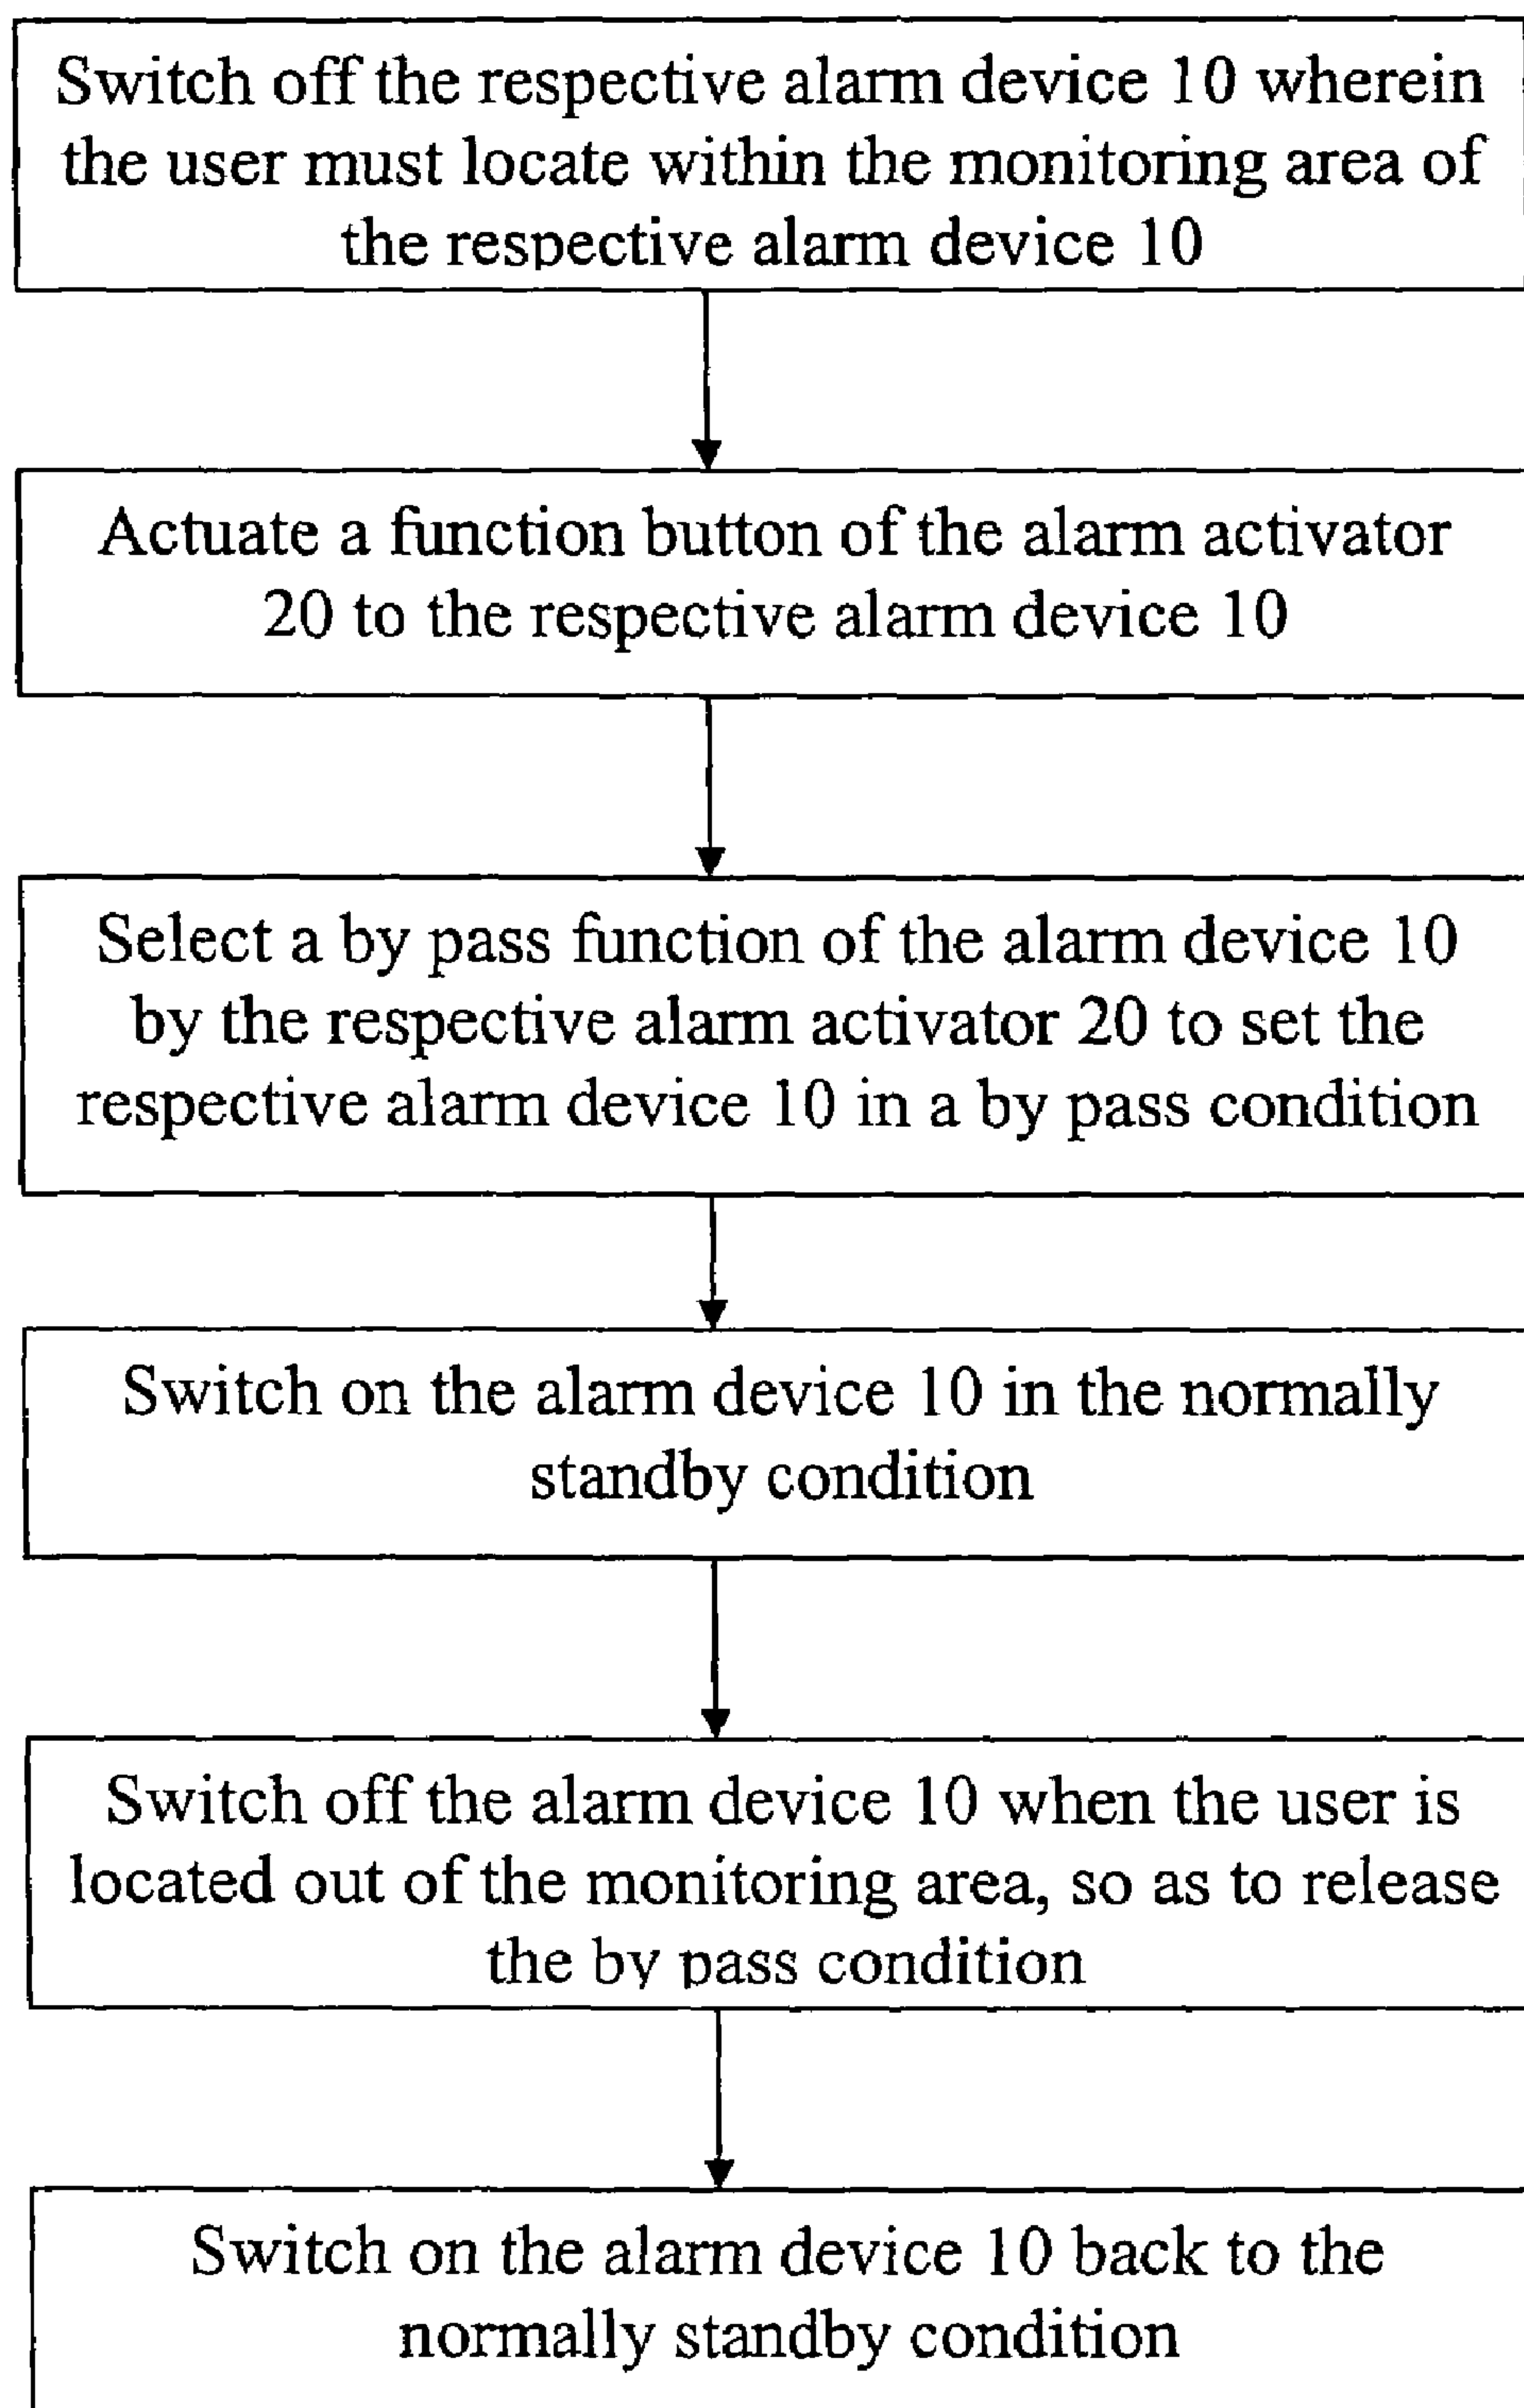 Switch off the respective alarm device 10 wherein
the user must locate within the monitoring area of
the respective alarm device 10
Actuate a function button of the alarm activator
20 to the respective alarm device 10
Select a by pass function of the alarm device 10
by the respective alarm activator 20 to set the
respective alarm device 10 in a by pass condition
Switch on the alarm device 10 in the normally
standby condition
Switch off the alarm device 10 when the user is
located out of the monitoring area, so as to release
the by pass condition
Switch on the alarm device 10 back to the
normally standby condition